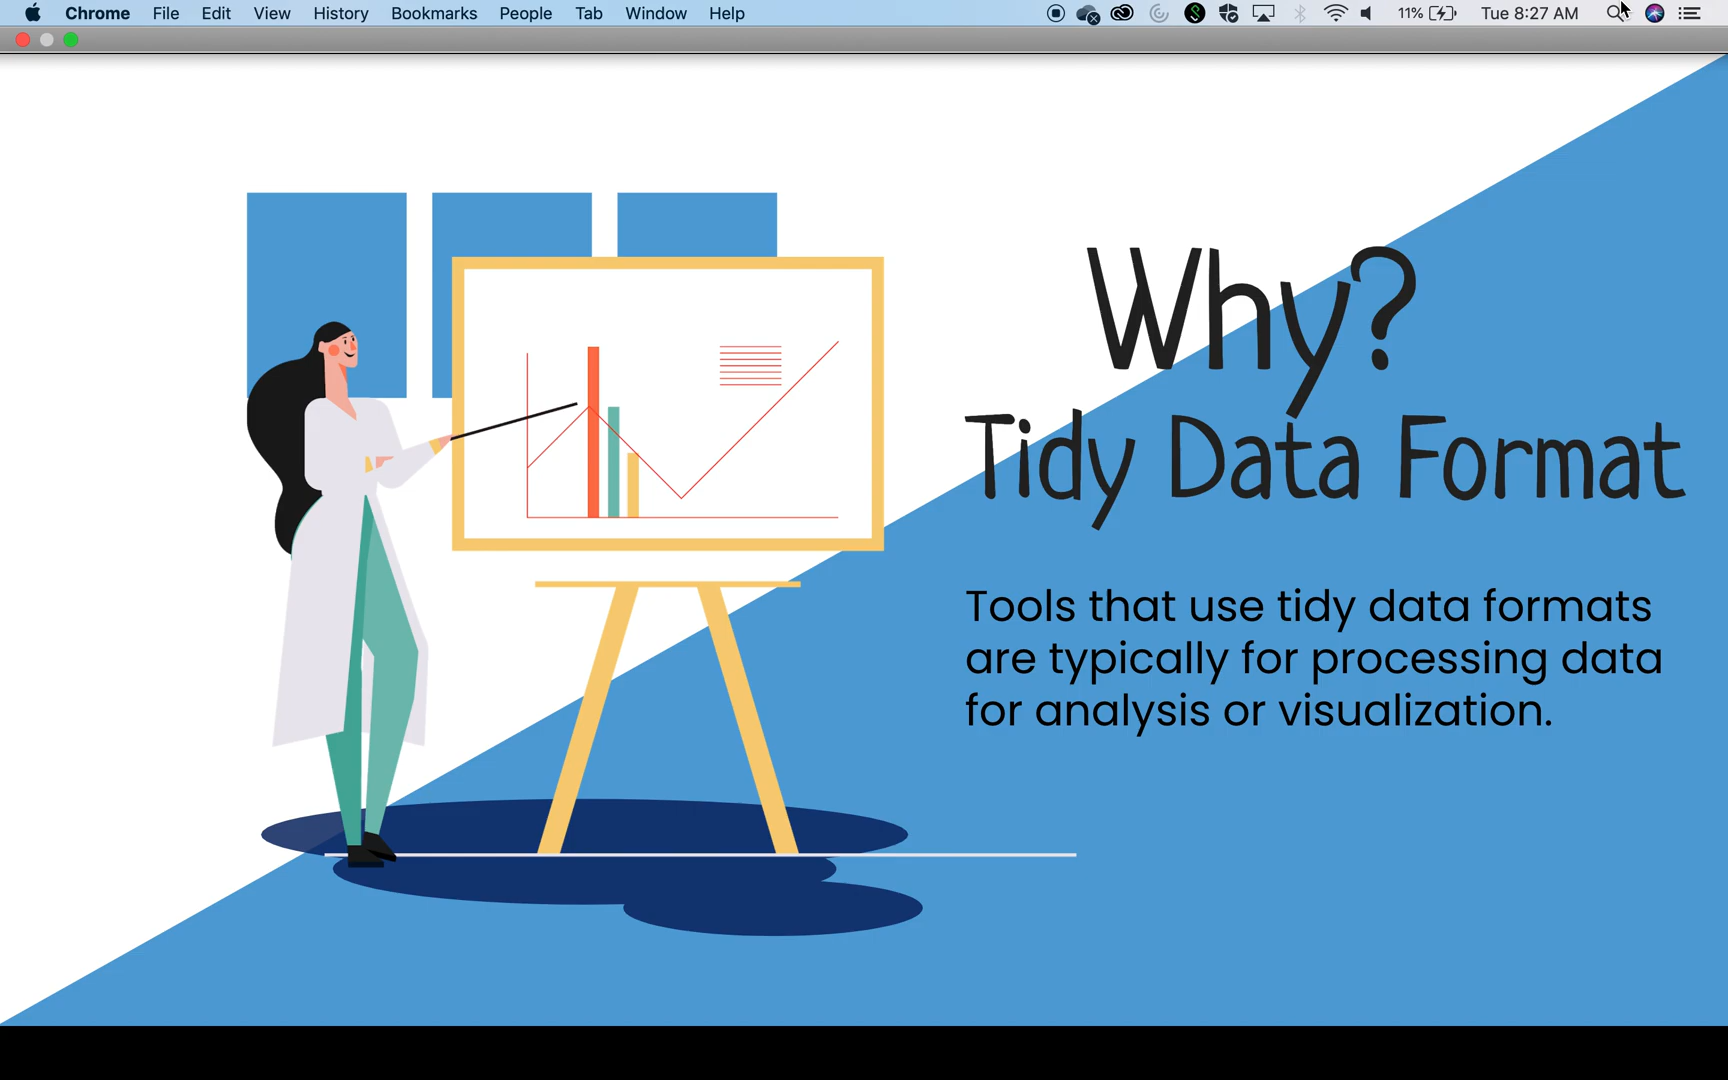 Chrome File Edit View History Bookmarks People Tab Window Help 11% Tue 8:27 AM
Why?
Tidy Data Format
Tools that use tidy data formats
are typically for processing data
for analysis or visualization.